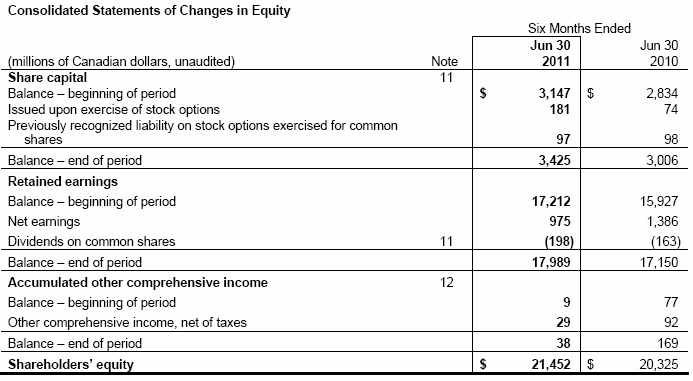 Consolidated Statements of Changes in Equity
Six Months Ended
Jun 30 Jun 30
(millions of Canadian dollars, unaudited) Note 2011 2010
Share capital 11
Balance – beginning of period $ 3,147 $ 2,834
Issued upon exercise of stock options 181 74
Previously recognized liability on stock options exercised for common
shares 97 98
Balance – end of period 3,425 3,006
Retained earnings
Balance – beginning of period 17,212 15,927
Net earnings 975 1,386
Dividends on common shares 11 (198) (163)
Balance – end of period 17,989 17,150
Accumulated other comprehensive income 12
Balance – beginning of period 9 77
Other comprehensive income, net of taxes 29 92
Balance – end of period 38 169
Shareholders' equity $ 21,452 $ 20,325